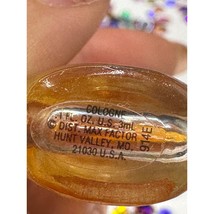 COLOGNE
.1 FL. OZ. U.S. 3mL
© DIST. MAX FACTOR
HUNT VALLEY, MD.
21030 U.S.A.